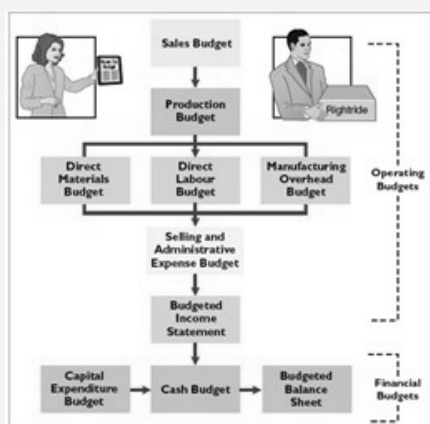 Sales Budget
Production
Budget
Direct
Materials
Budget
Direct
Labour
Budget
Manufacturing
Overhead
Budget
Selling and
Administrative
Expense Budget
Budgeted
Income
Statement
Capital
Expenditure
Budget
Cash Budget
Budgeted
Balance
Sheet
Rightride
Operating
Budgets
Financial
Budgets